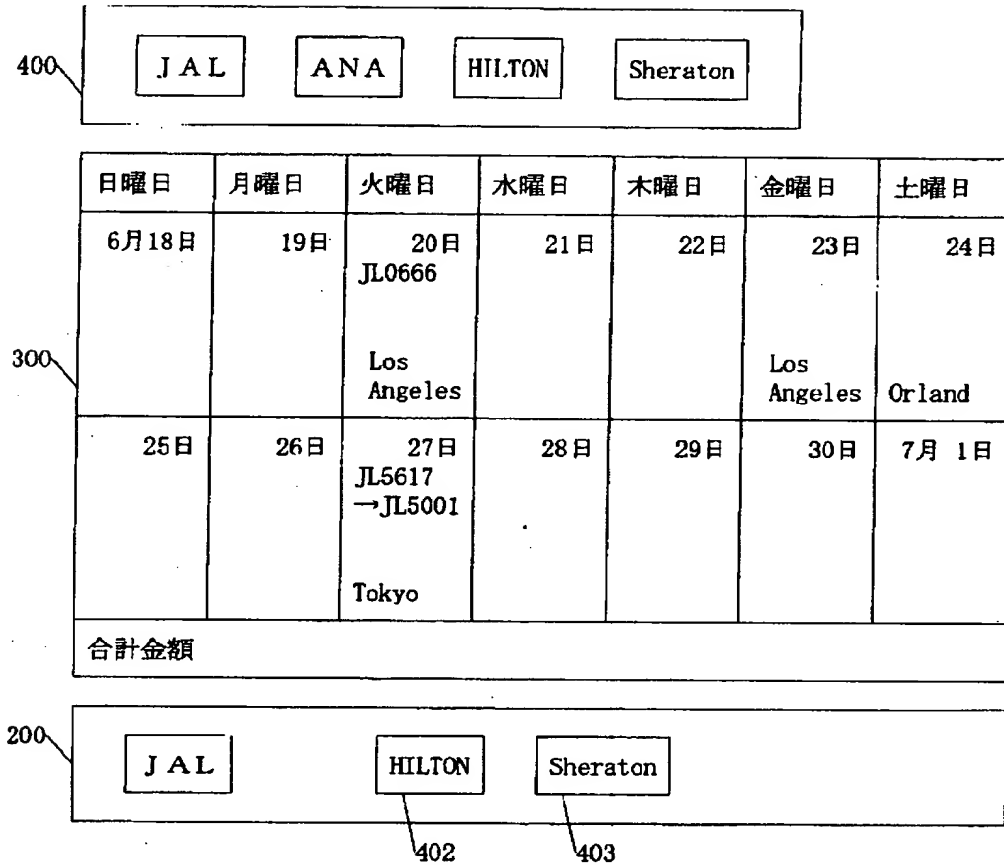 400
JAL ANA HILTON Sheraton
日曜日 月曜日 火曜日 水曜日 木曜日 金曜日 土曜日
6月18日 19日 20日 21日 22日 23日 24日
JL0666
300
Los Los
Angeles Angeles Orland
25日 26日 27日 28日 29日 30日 7月 1日
JL5617
→JL5001
Tokyo
合計金額
200
JAL HILTON Sheraton
402 403